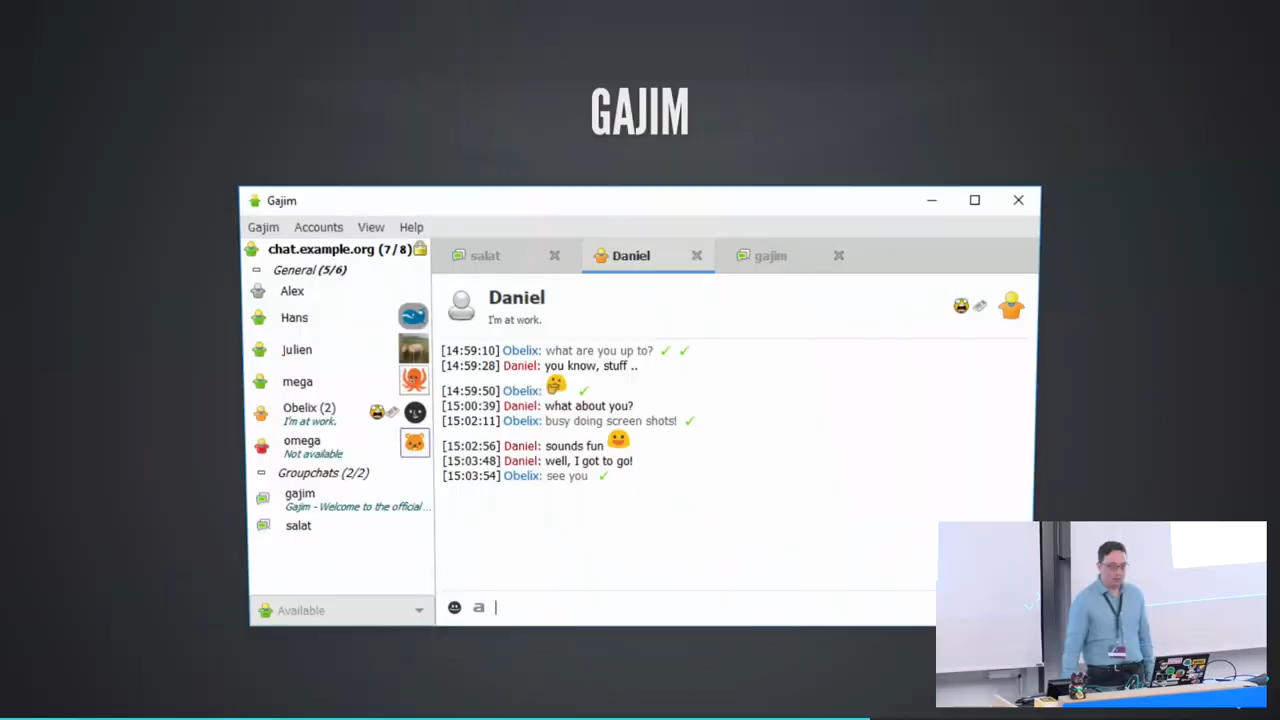 GAJIM
Gajim
Gajim Accounts View Help
chat.example.org (7/8)
General (5/6)
Alex
Hans
Julien
mega
Obelix (2)
I'm at work.
omega
Not available
Groupchats (2/2)
gajim
Gajim - Welcome to the official ...
salat
Available
salat Daniel gajim
Daniel
I'm at work.
[14:59:10] Obelix: what are you up to?
[14:59:28] Daniel: you know, stuff ..
[14:59:50] Obelix:
[15:00:39] Daniel: what about you?
[15:02:11] Obelix: busy doing screen shots!
[15:02:56] Daniel: sounds fun
[15:03:48] Daniel: well, I got to go!
[15:03:54] Obelix: see you
a